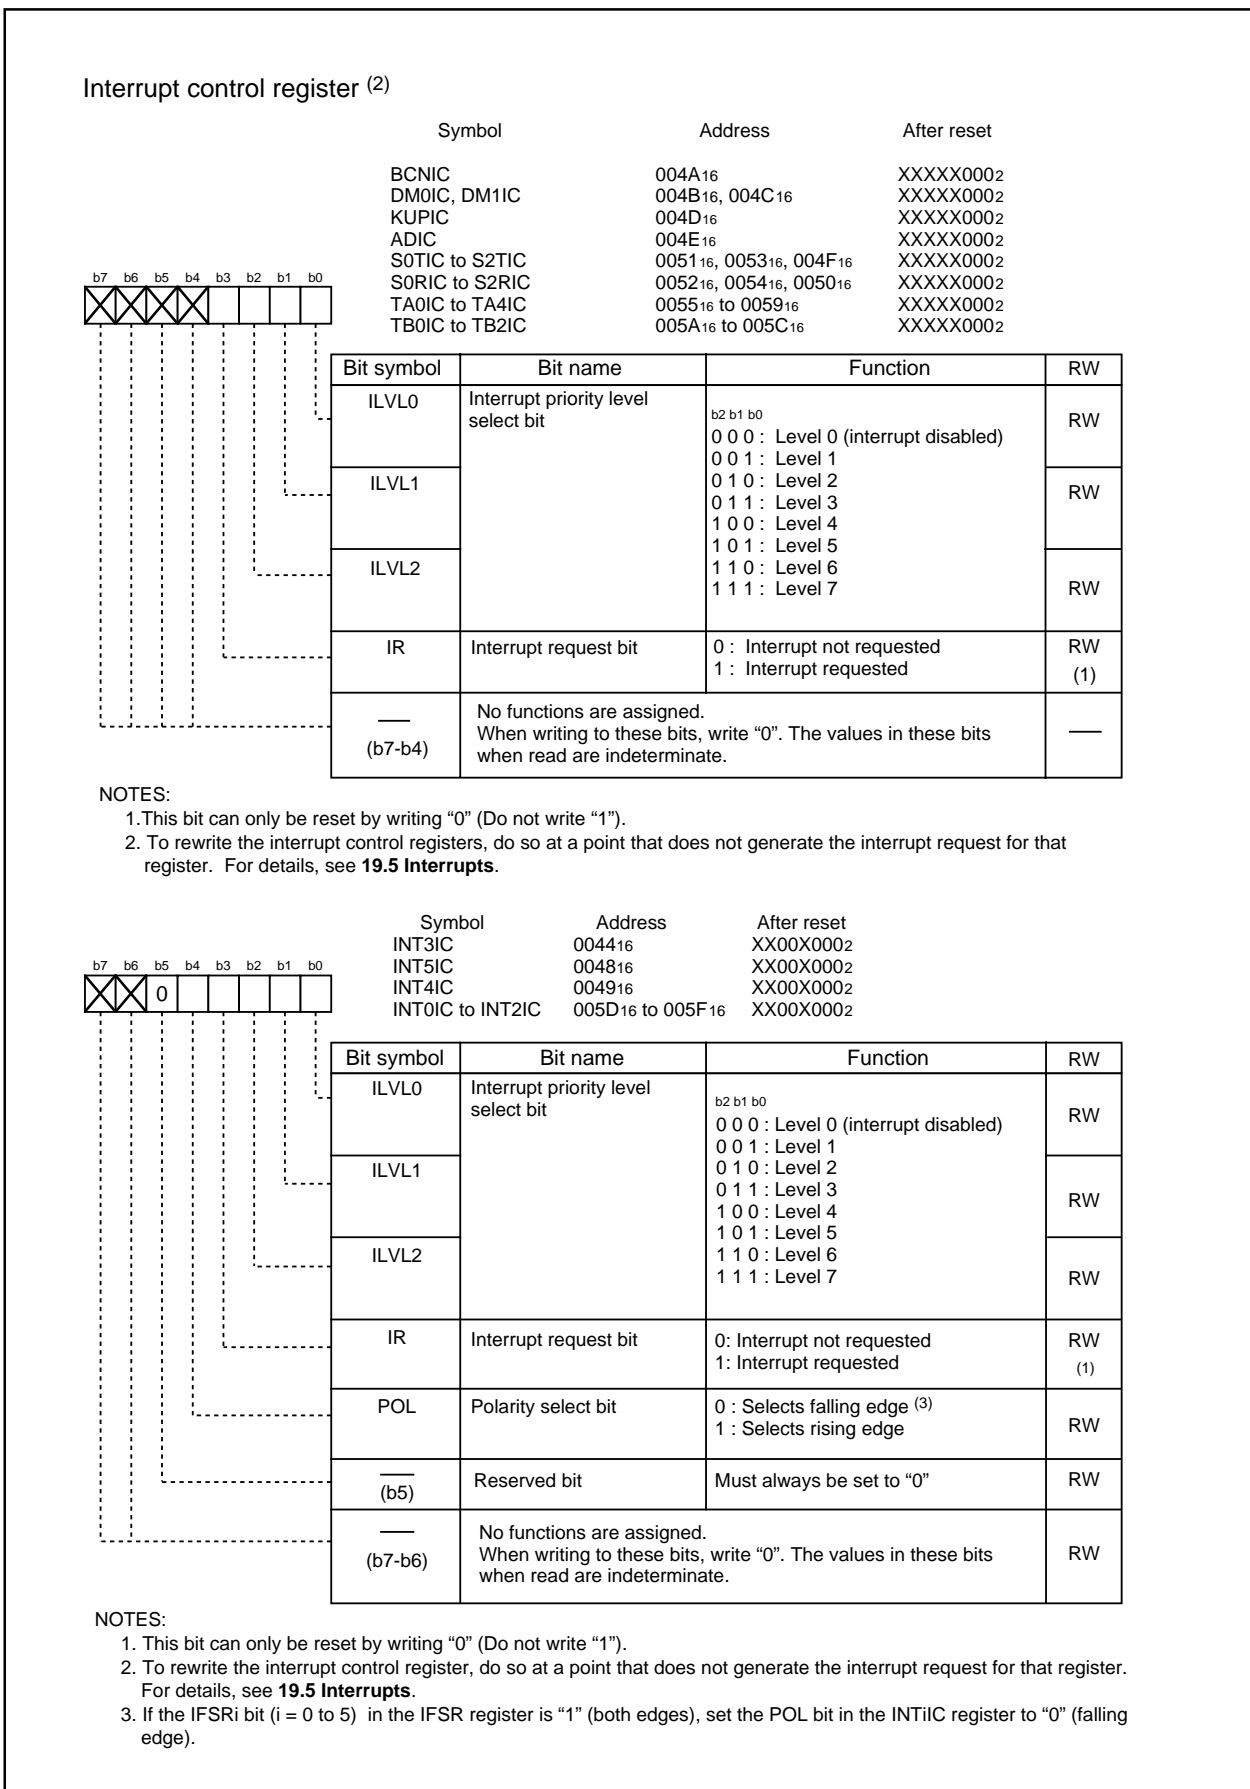 Interrupt control register (2)
Symbol Address After reset
BCNIC 004A16 XXXXX0002
DM0IC, DM1IC 004B16, 004C16 XXXXX0002
KUPIC 004D16 XXXXX0002
ADIC 004E16 XXXXX0002
S0TIC to S2TIC 005116, 005316, 004F16 XXXXX0002
S0RIC to S2RIC 005216, 005416, 005016 XXXXX0002
TA0IC to TA4IC 005516 to 005916 XXXXX0002
TB0IC to TB2IC 005A16 to 005C16 XXXXX0002
b7 b6 b5 b4 b3 b2 b1 b0
Bit symbol Bit name Function RW
ILVL0 Interrupt priority level
select bit
b2 b1 b0
RW
0 0 0 : Level 0 (interrupt disabled)
0 0 1 : Level 1
ILVL1 0 1 0 : Level 2
RW
0 1 1 : Level 3
1 0 0 : Level 4
1 0 1 : Level 5
ILVL2 1 1 0 : Level 6
1 1 1 : Level 7 RW
IR Interrupt request bit 0 : Interrupt not requested RW
1 : Interrupt requested (1)
No functions are assigned.
When writing to these bits, write “0”. The values in these bits
(b7-b4) when read are indeterminate.
NOTES:
1.This bit can only be reset by writing “0” (Do not write “1”).
2. To rewrite the interrupt control registers, do so at a point that does not generate the interrupt request for that
register. For details, see 19.5 Interrupts.
Symbol Address After reset
INT3IC 004416 XX00X0002
INT5IC 004816 XX00X0002
INT4IC 004916 XX00X0002
INT0IC to INT2IC 005D16 to 005F16 XX00X0002
b7 b6 b5 b4 b3 b2 b1 b0
0
Bit symbol Bit name Function RW
ILVL0 Interrupt priority level
select bit
b2 b1 b0
RW
0 0 0 : Level 0 (interrupt disabled)
0 0 1 : Level 1
ILVL1 0 1 0 : Level 2
0 1 1 : Level 3
RW
1 0 0 : Level 4
1 0 1 : Level 5
ILVL2 1 1 0 : Level 6
1 1 1 : Level 7 RW
IR Interrupt request bit 0: Interrupt not requested RW
1: Interrupt requested (1)
POL Polarity select bit 0 : Selects falling edge (3)
1 : Selects rising edge RW
(b5) Reserved bit Must always be set to “0” RW
No functions are assigned.
When writing to these bits, write “0”. The values in these bits RW
(b7-b6) when read are indeterminate.
NOTES:
1. This bit can only be reset by writing “0” (Do not write “1”).
2. To rewrite the interrupt control register, do so at a point that does not generate the interrupt request for that register.
For details, see 19.5 Interrupts.
3. If the IFSRi bit (i = 0 to 5) in the IFSR register is “1” (both edges), set the POL bit in the INTiIC register to “0” (falling
edge).